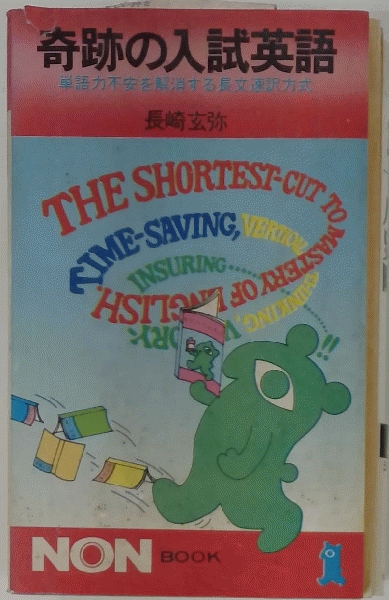 奇跡の入試英語
単語力不安を解消する長文速訳方式
長崎玄弥
THE SHORTEST-CUT TO MASTERY OF ENGLISH.
TIME-SAVING,
INSURING
NON BOOK